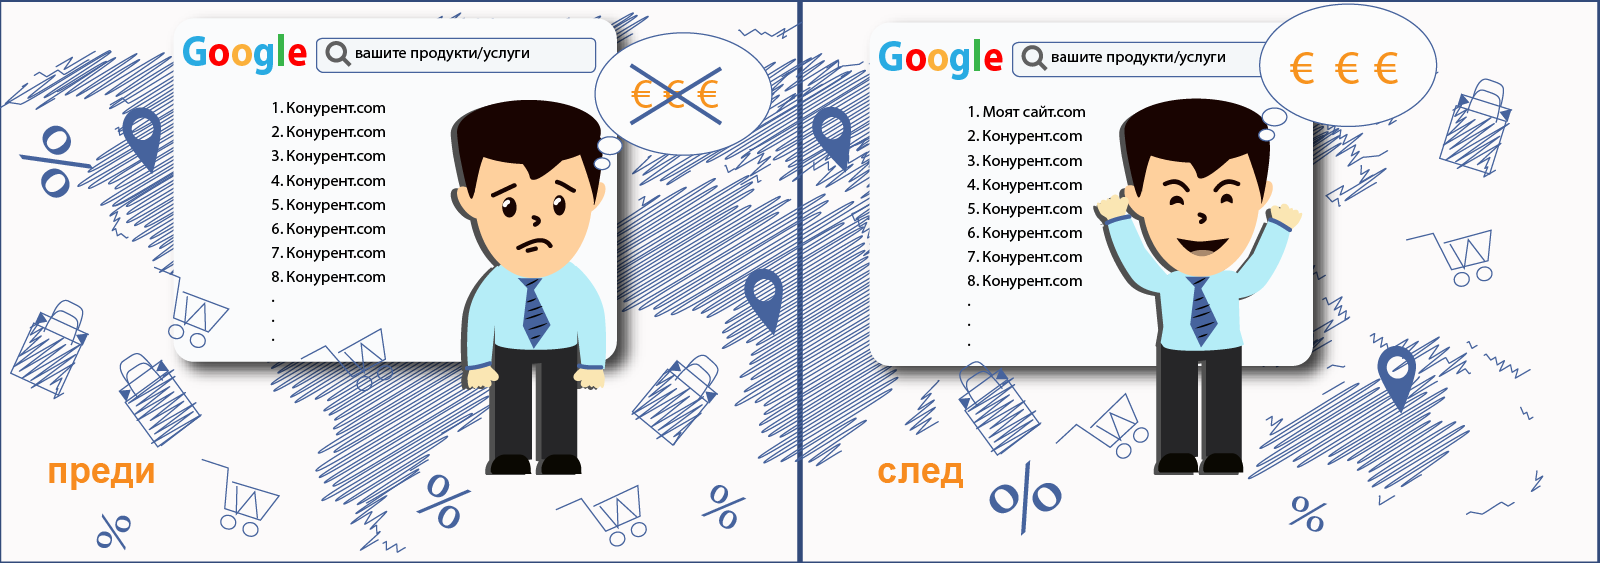 Google
вашите продукти/услуги
€ € €
1. Конурент.com
2. Конурент.com
3. Конурент.com
4. Конурент.com
5. Конурент.com
6. Конурент.com
7. Конурент.com
8. Конурент.com
.
.
.
преди
%
%
%
%
Google
вашите продукти/услуги
€ € €
1. Моят сайт.com
2. Конурент.com
3. Конурент.com
4. Конурент.com
5. Конурент.com
6. Конурент.com
7. Конурент.com
8. Конурент.com
.
.
.
след
%
%